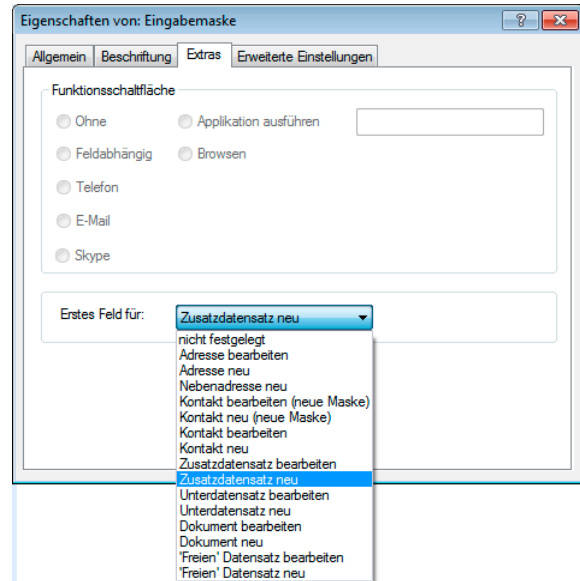 Eigenschaften von: Eingabemaske
Allgemein Beschriftung Extras Erweiterte Einstellungen
Funktionsschaltfläche
Ohne Applikation ausführen
Feldabhängig Browsen
Telefon
E-Mail
Skype
Erstes Feld für: Zusatzdatensatz neu
nicht festgelegt
Adresse bearbeiten
Adresse neu
Nebenadresse neu
Kontakt bearbeiten (neue Maske)
Kontakt neu (neue Maske)
Kontakt bearbeiten
Kontakt neu
Zusatzdatensatz bearbeiten
Zusatzdatensatz neu
Unterdatensatz bearbeiten
Unterdatensatz neu
Dokument bearbeiten
Dokument neu
'Freien' Datensatz bearbeiten
'Freien' Datensatz neu